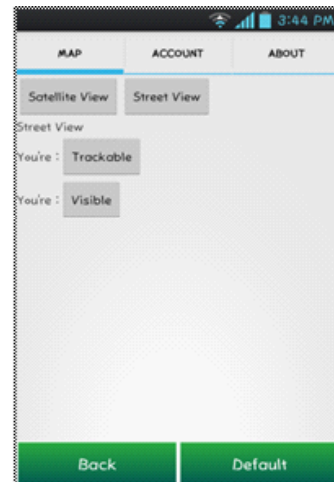 3:44 PM
MAP ACCOUNT ABOUT
Satellite View Street View
Street View
You're : Trackable
You're : Visible
Back Default